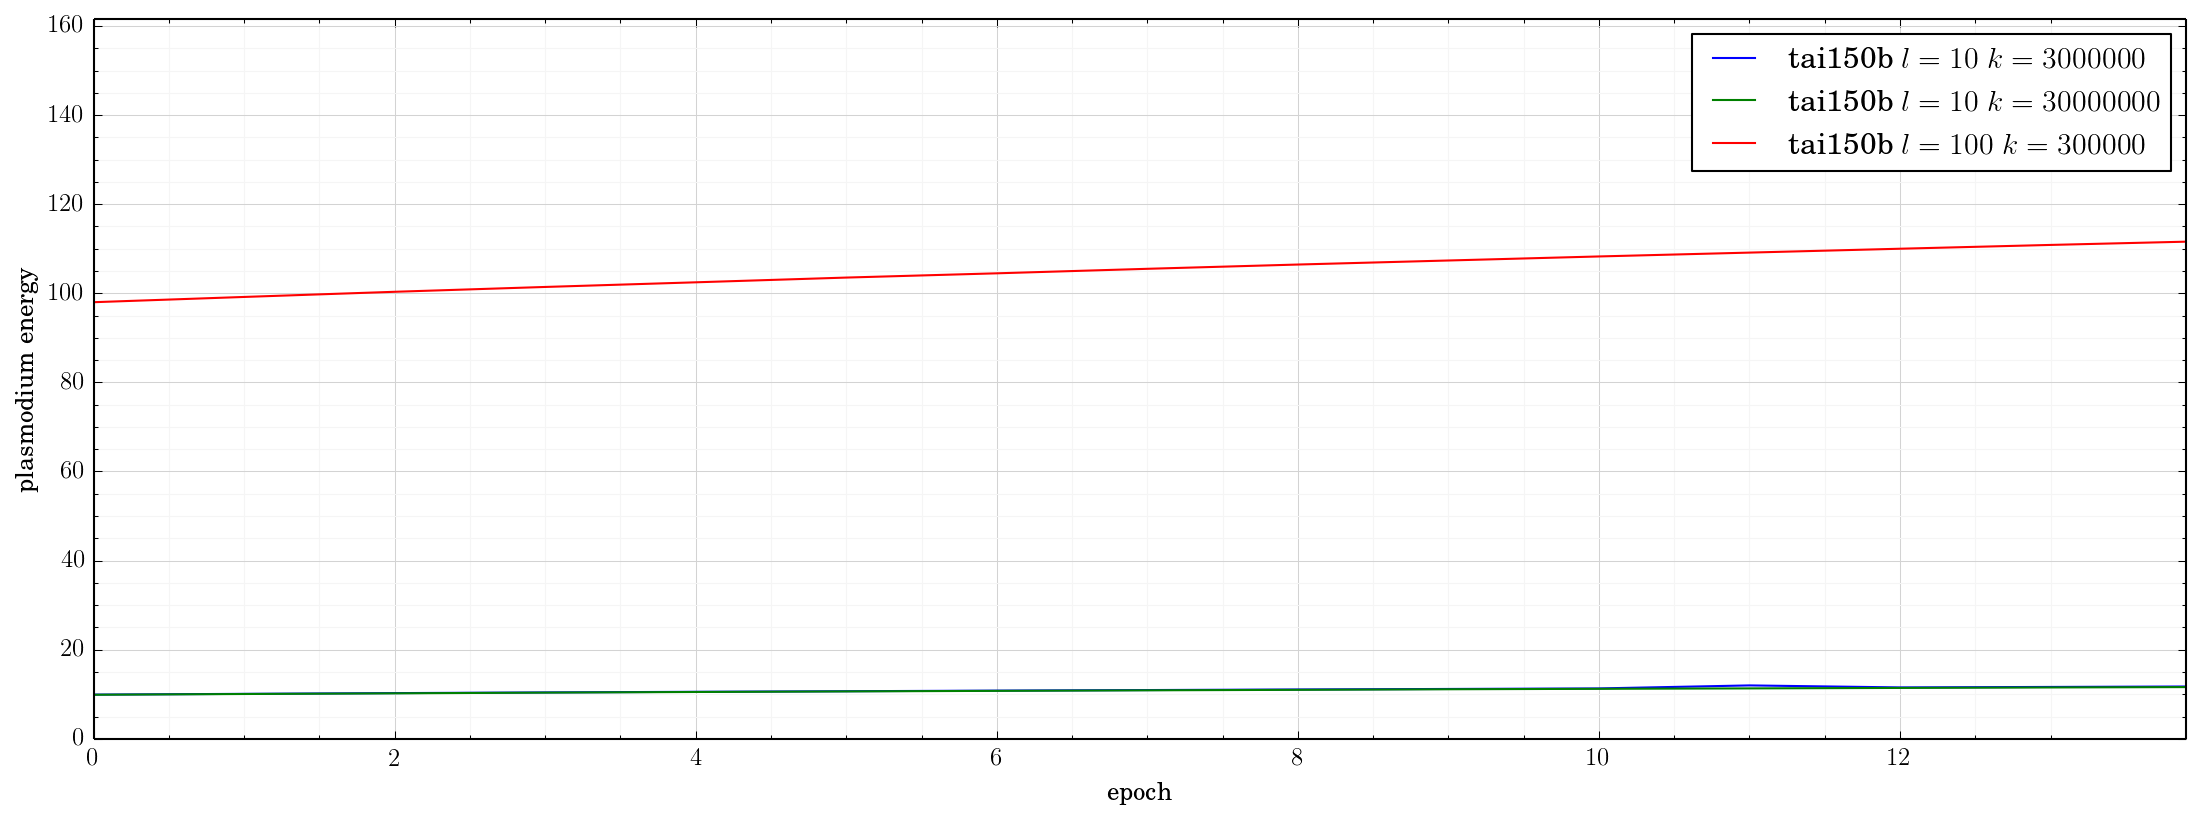 160
140
120
100
80
60
40
20
0
plasmodium energy
0 2 4 6 8 10 12
epoch
tai150b l = 10 k = 3000000
tai150b l = 10 k = 30000000
tai150b l = 100 k = 300000